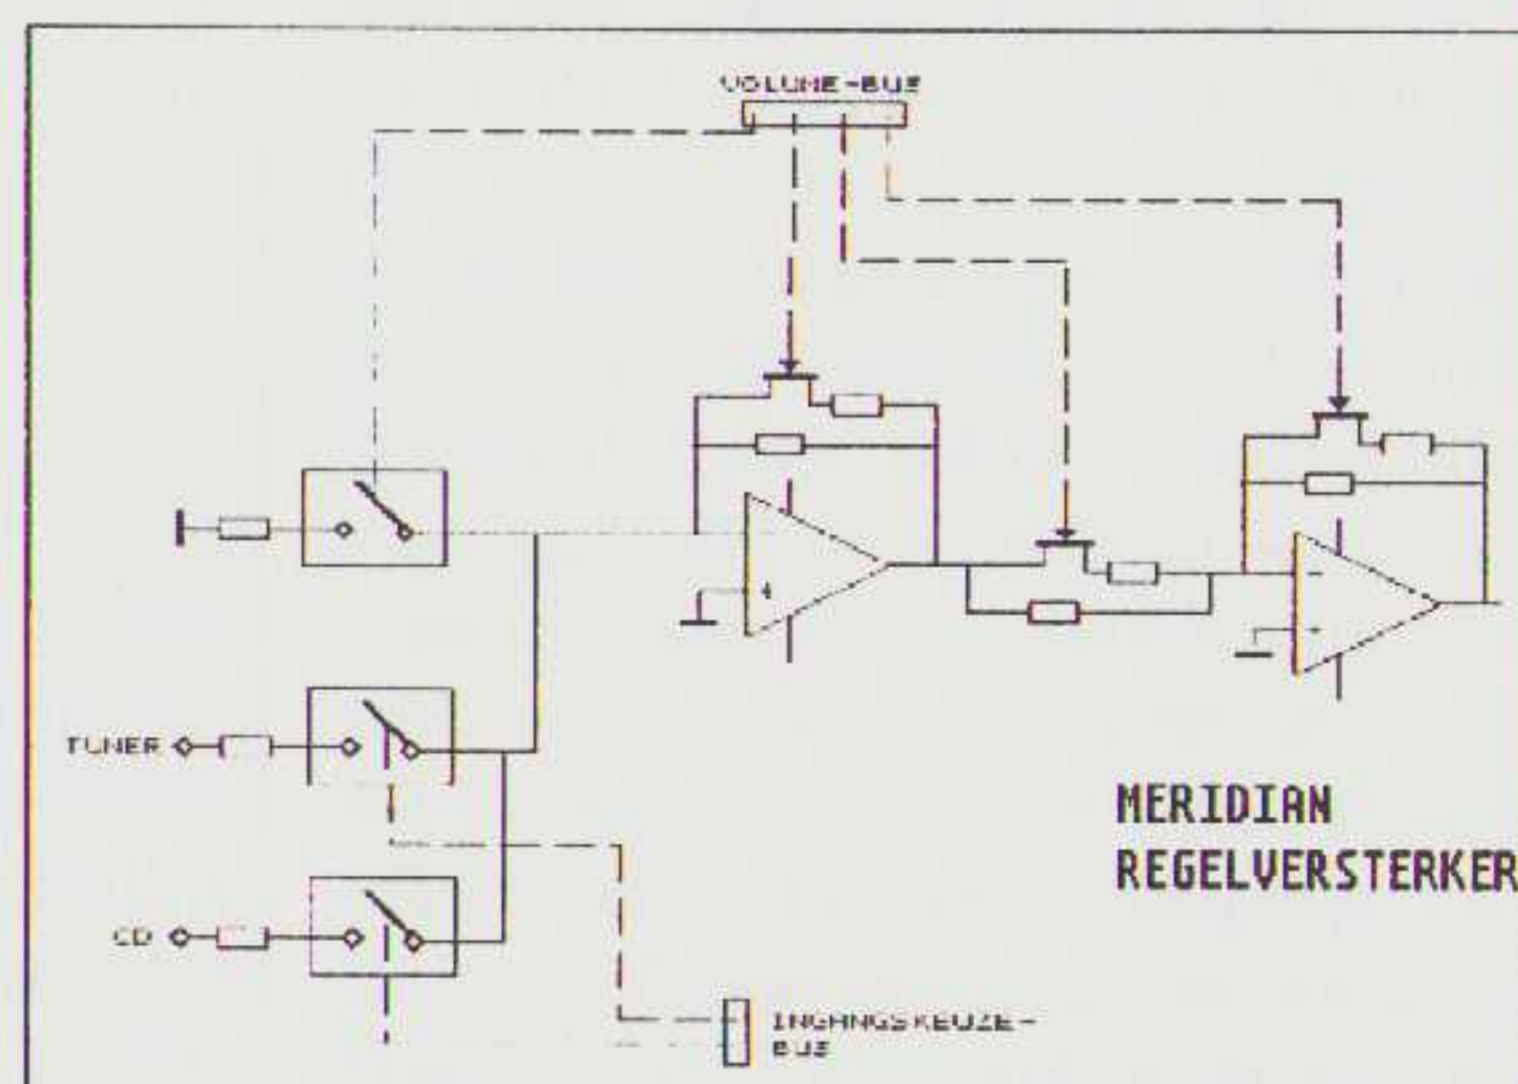 VOLUME-BUS
TUNER
CD
MERIDIAN
REGELVERSTERKER
INGANGSKEUZE-
BUS
-
+
-
+